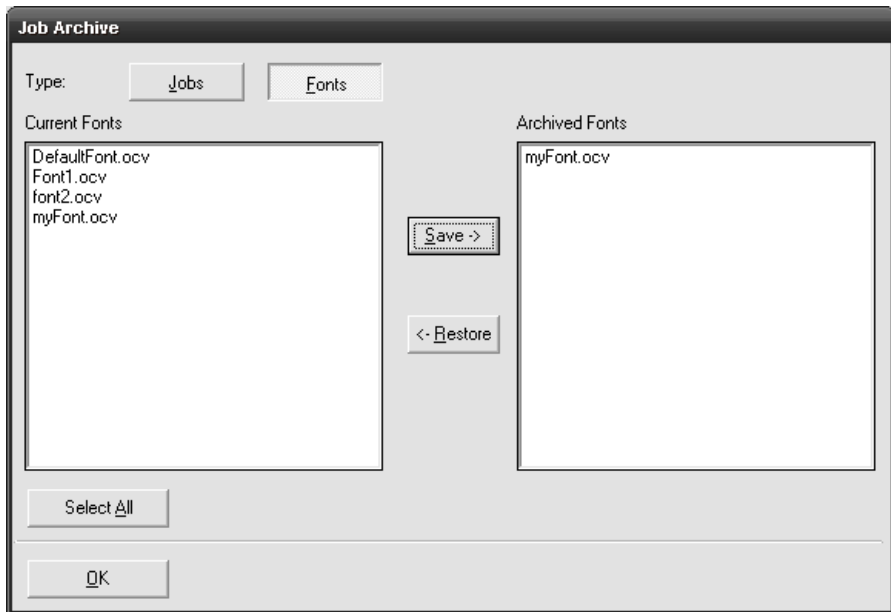 Job Archive
Type:
Jobs
Fonts
Current Fonts
DefaultFont.ocv
Font1.ocv
font2.ocv
myFont.ocv
Save ->
<- Restore
Archived Fonts
myFont.ocv
Select All
OK